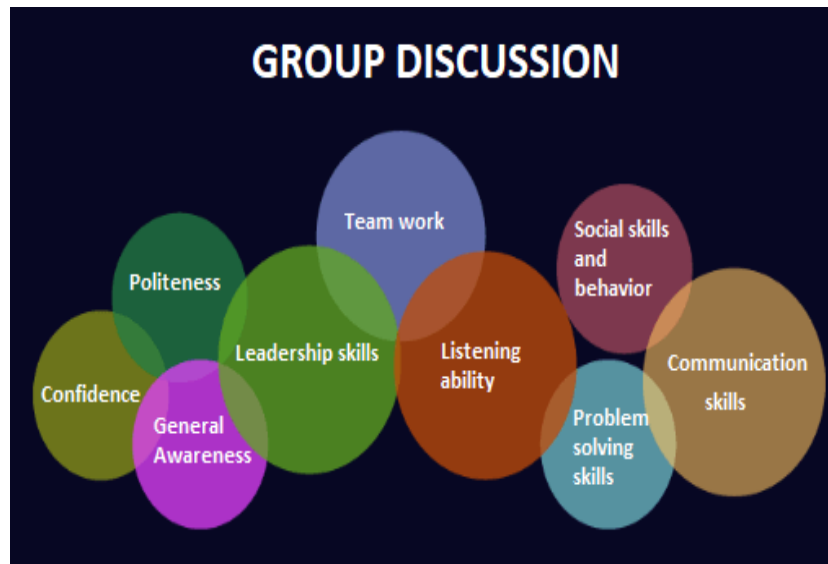 GROUP DISCUSSION
Team work
Social skills
and
behavior
Politeness
Leadership skills
Listening
ability
Communication
skills
Confidence
General
Awareness
Problem
solving
skills